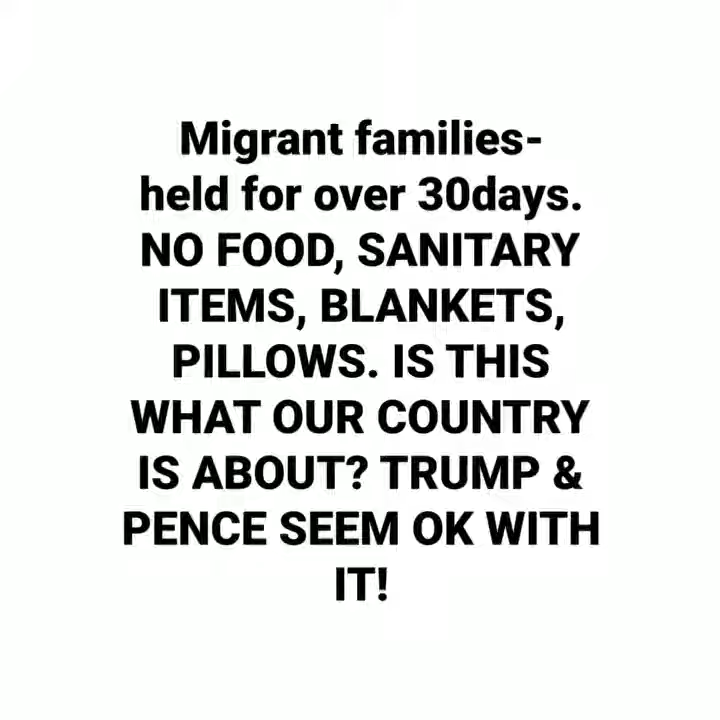 Migrant families-
held for over 30days.
NO FOOD, SANITARY
ITEMS, BLANKETS,
PILLOWS. IS THIS
WHAT OUR COUNTRY
IS ABOUT? TRUMP &
PENCE SEEM OK WITH
IT!